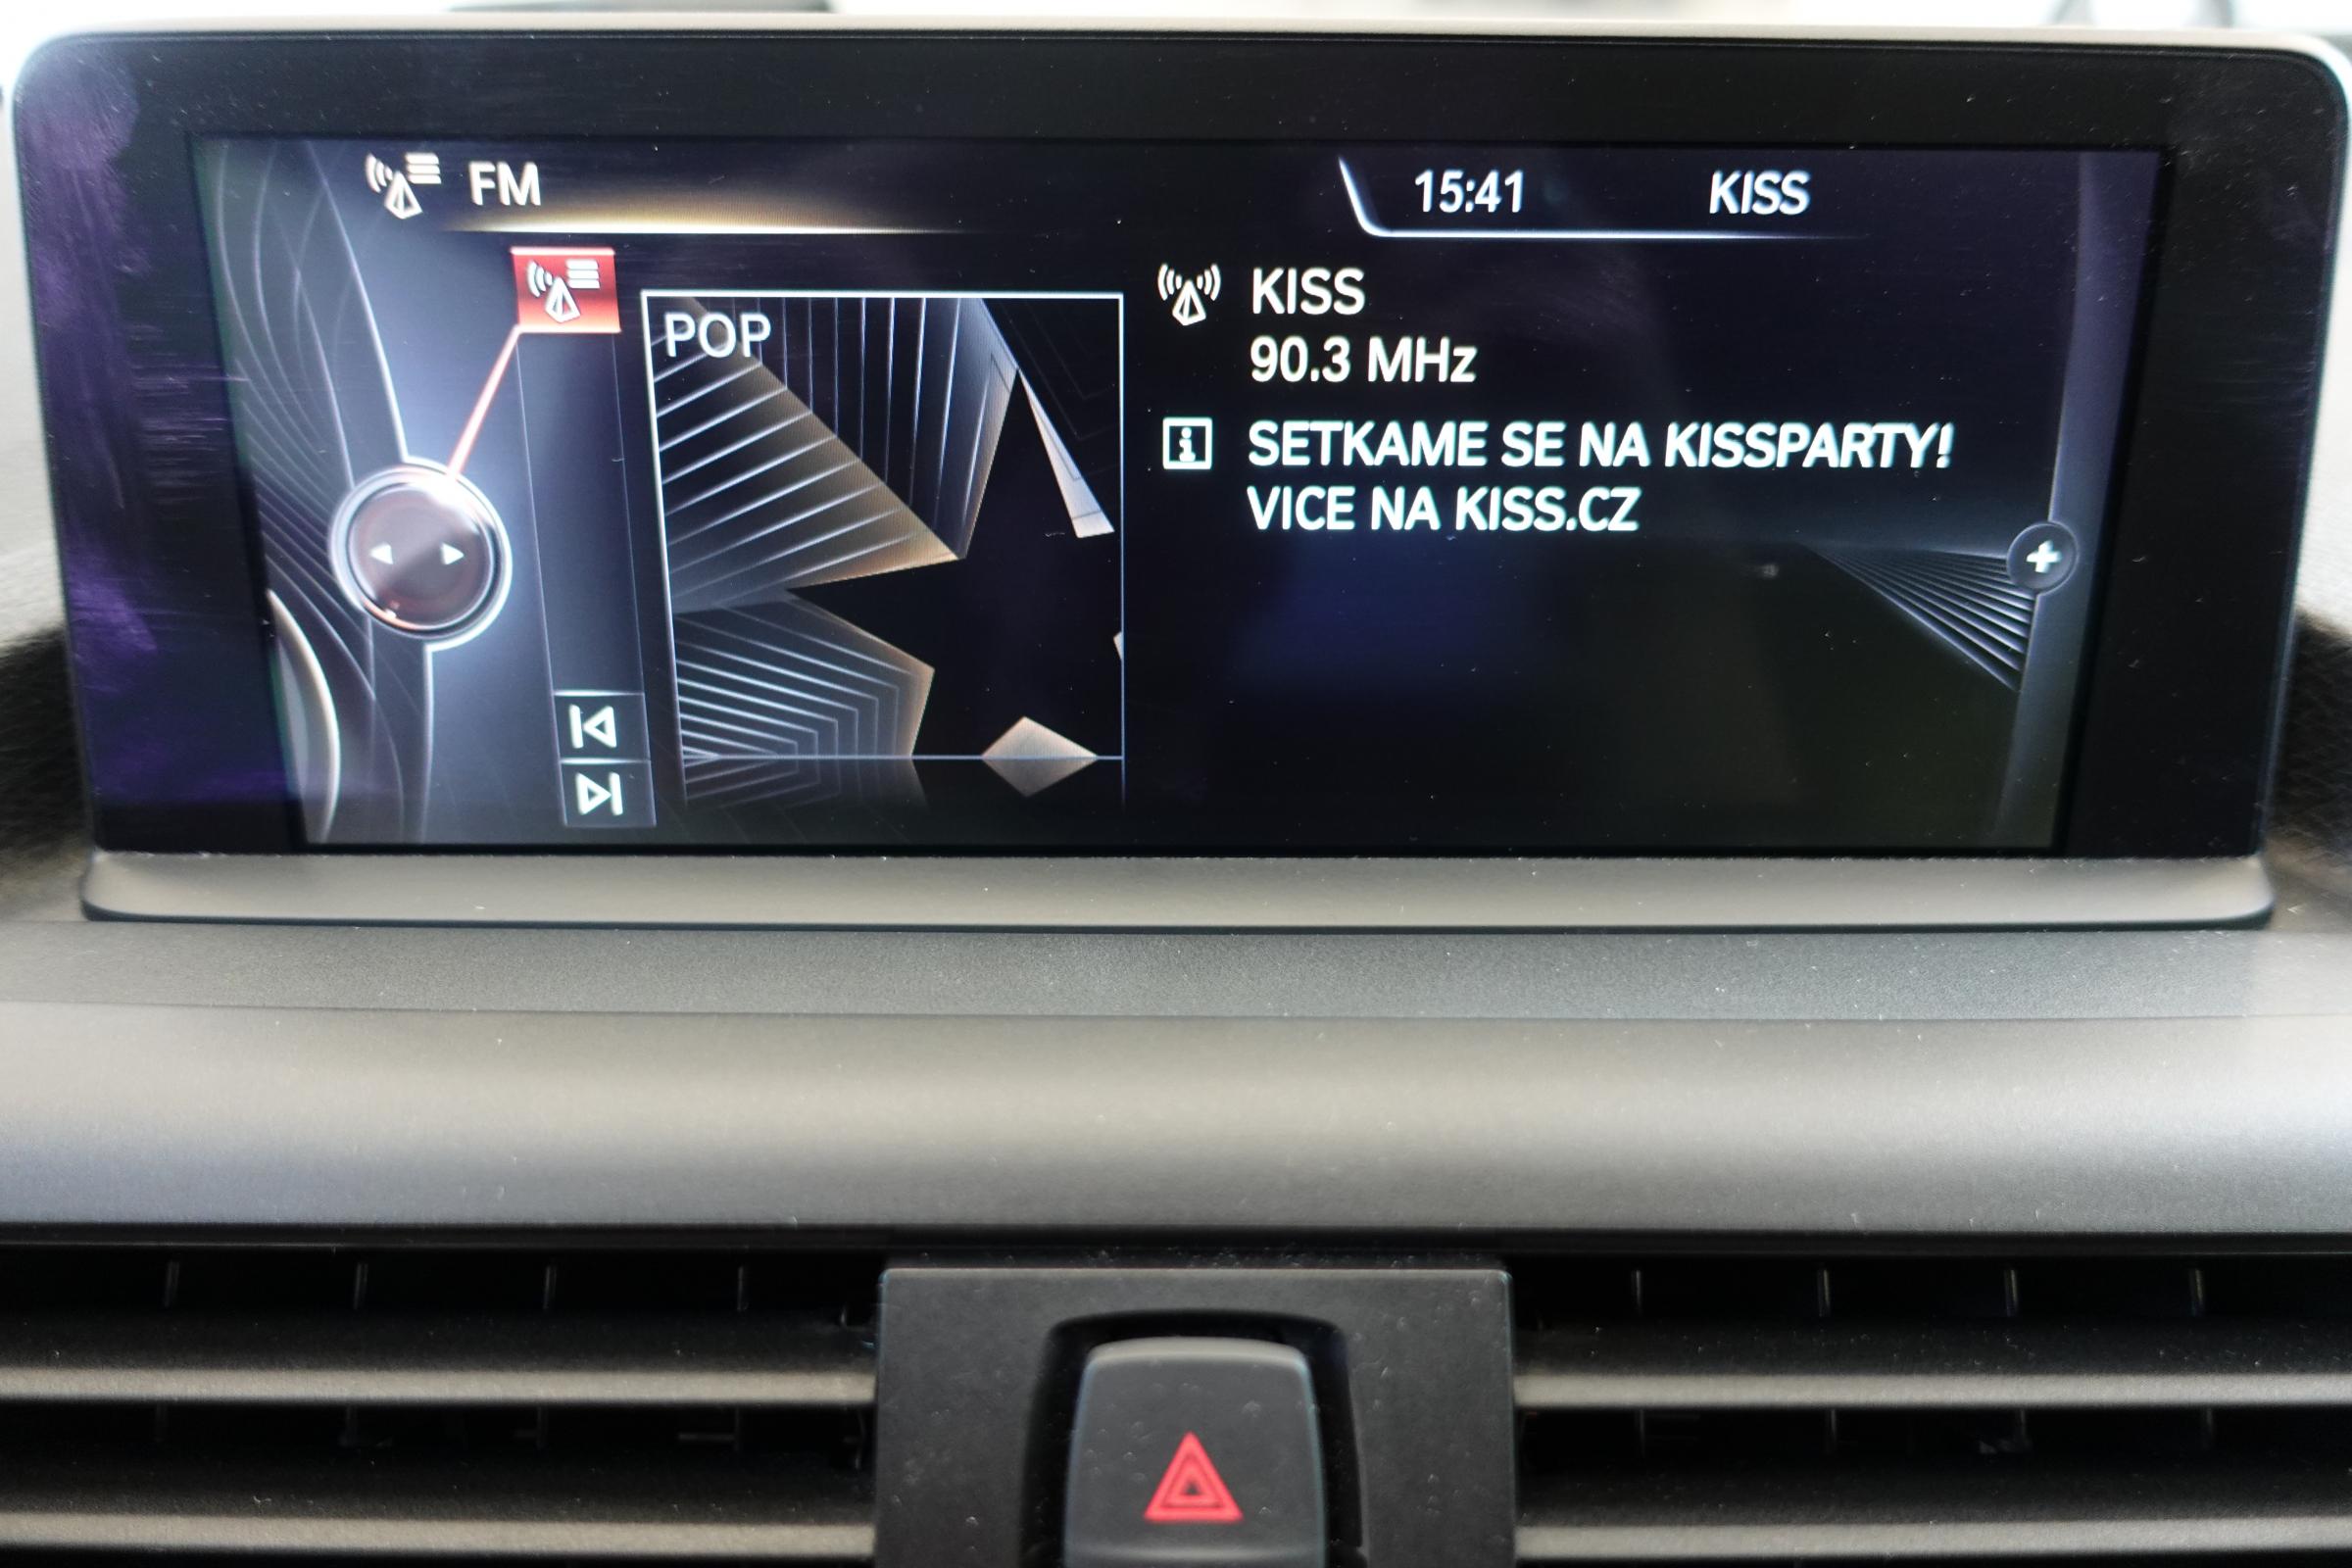 FM
15:41 KISS
POP
KISS
90.3 MHz
SETKAME SE NA KISSPARTY!
VICE NA KISS.CZ